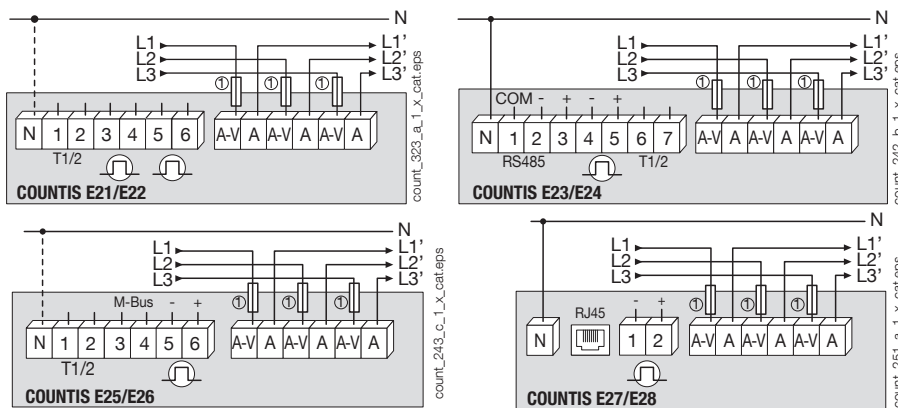 N
L1 L1'
L2 L2'
L3 L3'
① ① ①
N 1 2 3 4 5 6 A-V A A-V A A-V A
T1/2
COUNTIS E21/E22
count_323_a_1_x_cat.eps
N
L1 L1'
L2 L2'
L3 L3'
① ① ①
COM - + - +
N 1 2 3 4 5 6 7 A-V A A-V A A-V A
RS485 T1/2
COUNTIS E23/E24
count_242_b_1_x_cat.eps
N
L1 L1'
L2 L2'
L3 L3'
① ① ①
M-Bus - +
N 1 2 3 4 5 6 A-V A A-V A A-V A
T1/2
COUNTIS E25/E26
count_243_c_1_x_cat.eps
N
L1 L1'
L2 L2'
L3 L3'
① ① ①
RJ45 - +
N 1 2 A-V A A-V A A-V A
COUNTIS E27/E28
count_251_a_1_x_cat.eps